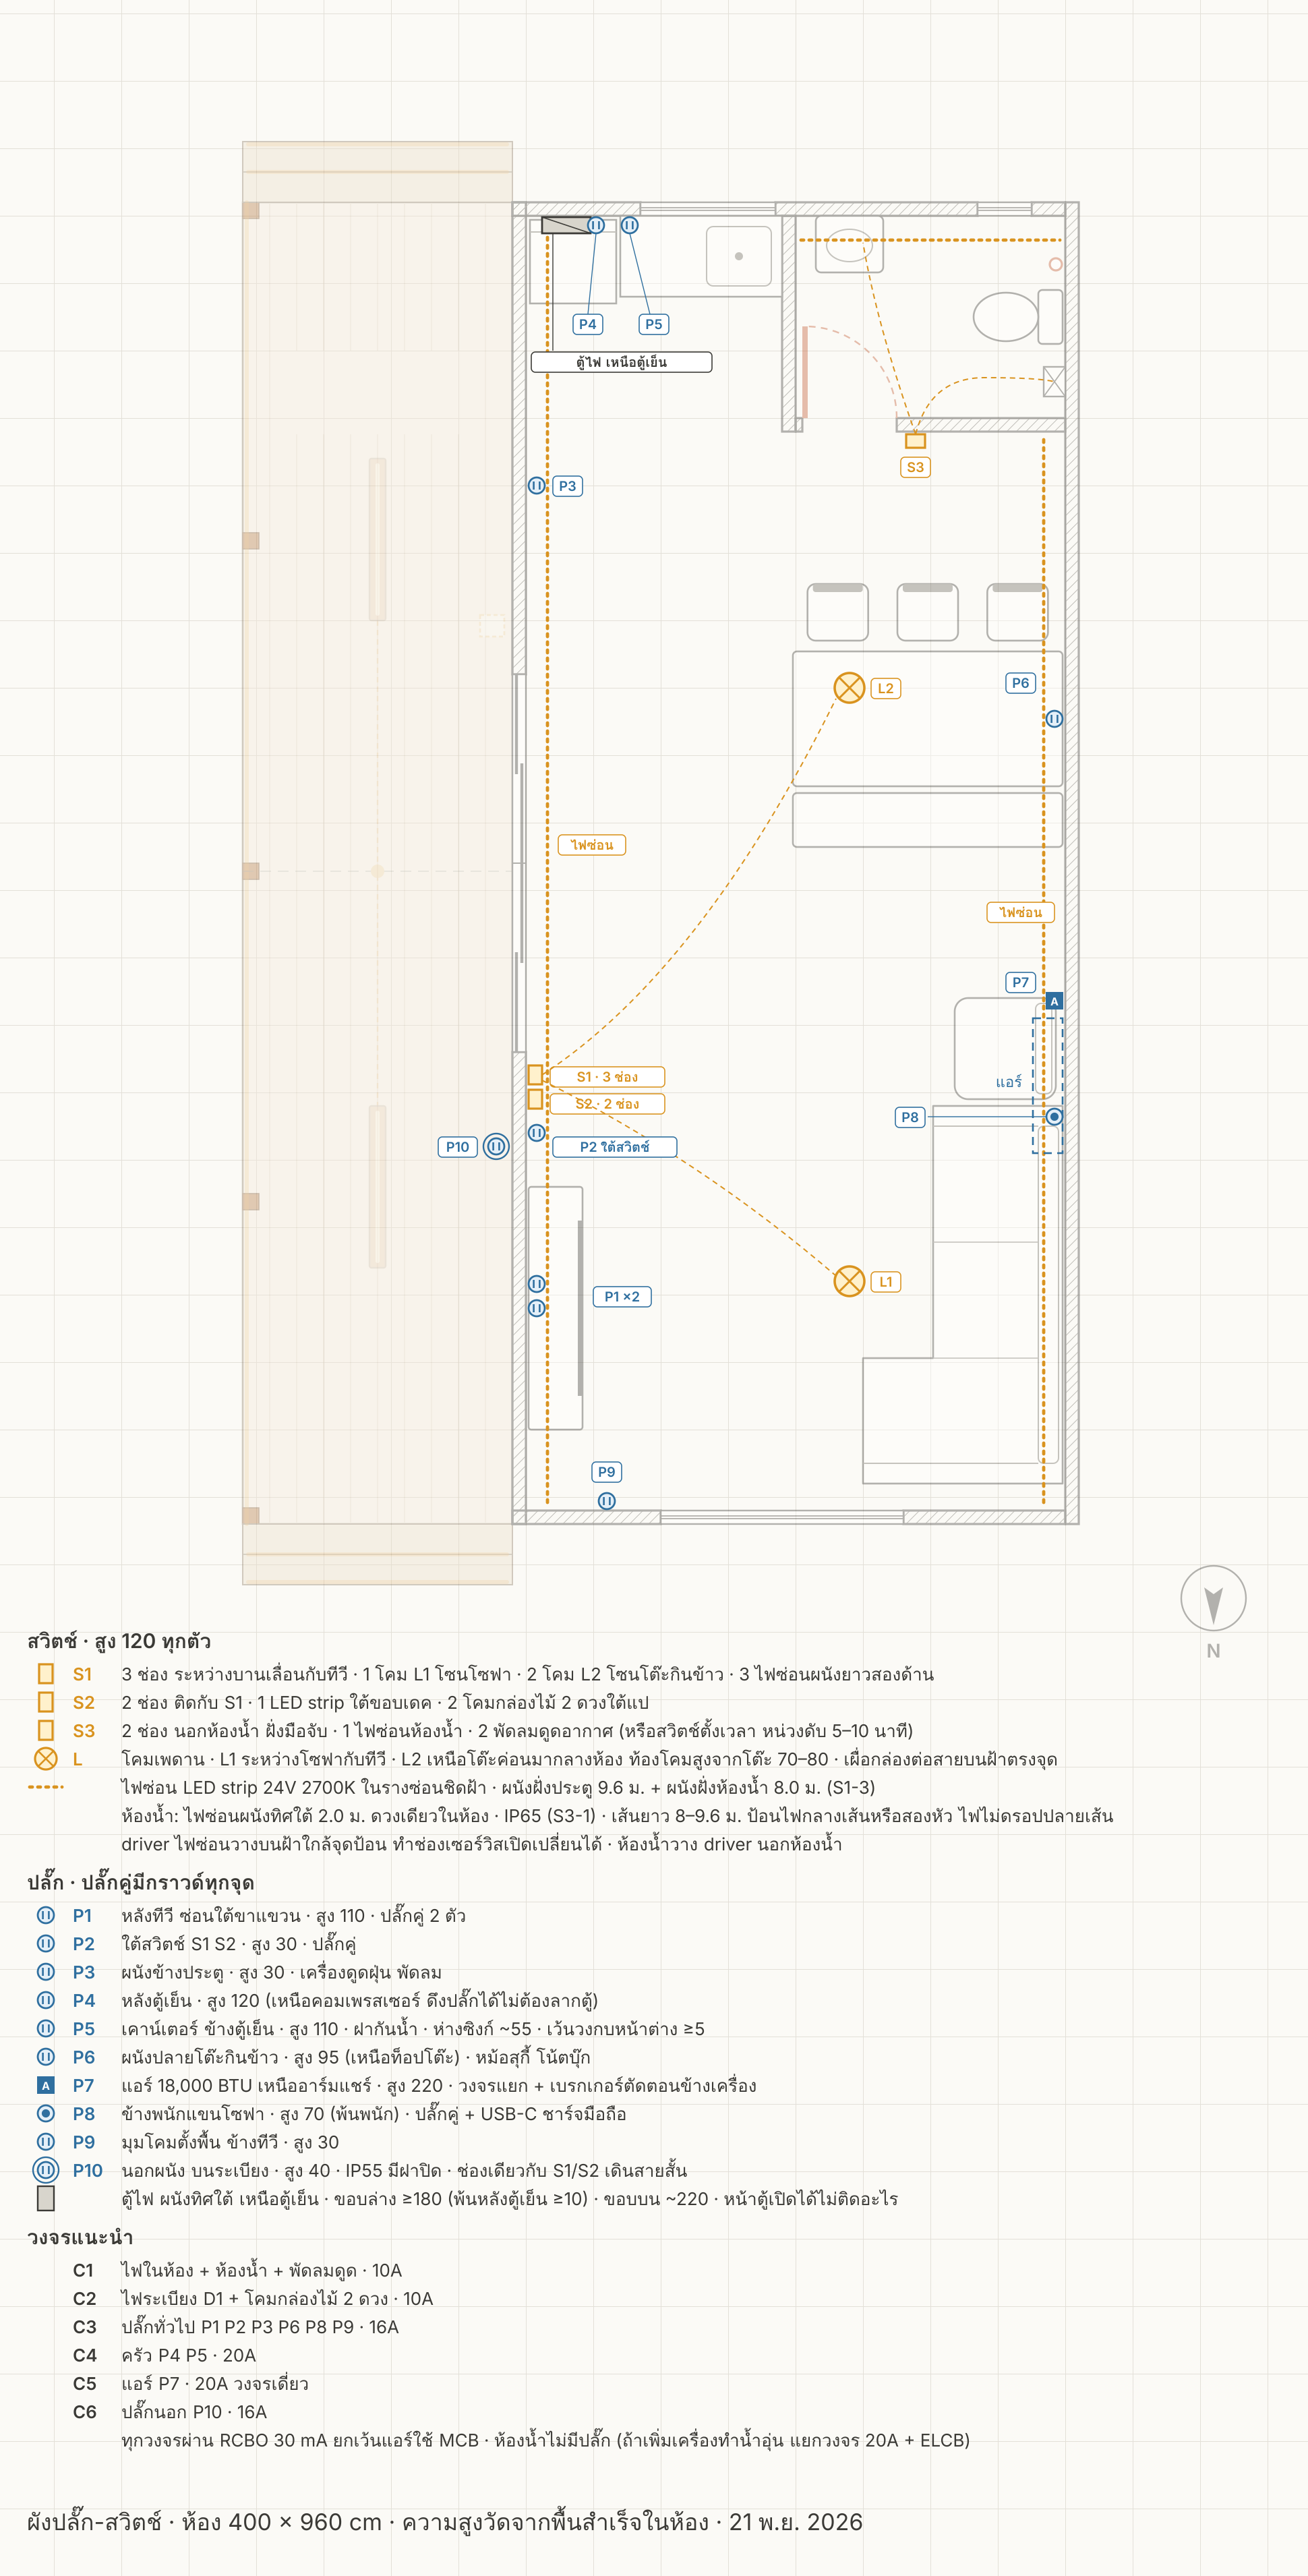 P4
P5
ตู้ไฟ เหนือตู้เย็น
S3
P3
L2
P6
ไฟซ่อน
ไฟซ่อน
P7
A
S1 · 3 ช่อง
แอร์
S2 · 2 ช่อง
P8
P10
P2 ใต้สวิตช์
L1
P1 ×2
P9
N
สวิตช์ · สูง 120 ทุกตัว
S1 3 ช่อง ระหว่างบานเลื่อนกับทีวี · 1 โคม L1 โซนโซฟา · 2 โคม L2 โซนโต๊ะกินข้าว · 3 ไฟซ่อนผนังยาวสองด้าน
S2 2 ช่อง ติดกับ S1 · 1 LED strip ใต้ขอบเดค · 2 โคมกล่องไม้ 2 ดวงใต้แป
S3 2 ช่อง นอกห้องน้ำ ฝั่งมือจับ · 1 ไฟซ่อนห้องน้ำ · 2 พัดลมดูดอากาศ (หรือสวิตช์ตั้งเวลา หน่วงดับ 5–10 นาที)
L โคมเพดาน · L1 ระหว่างโซฟากับทีวี · L2 เหนือโต๊ะค่อนมากลางห้อง ท้องโคมสูงจากโต๊ะ 70–80 · เผื่อกล่องต่อสายบนฝ้าตรงจุด
ไฟซ่อน LED strip 24V 2700K ในรางซ่อนชิดฝ้า · ผนังฝั่งประตู 9.6 ม. + ผนังฝั่งห้องน้ำ 8.0 ม. (S1-3)
ห้องน้ำ: ไฟซ่อนผนังทิศใต้ 2.0 ม. ดวงเดียวในห้อง · IP65 (S3-1) · เส้นยาว 8–9.6 ม. ป้อนไฟกลางเส้นหรือสองหัว ไฟไม่ดรอปปลายเส้น
driver ไฟซ่อนวางบนฝ้าใกล้จุดป้อน ทำช่องเซอร์วิสเปิดเปลี่ยนได้ · ห้องน้ำวาง driver นอกห้องน้ำ
ปลั๊ก · ปลั๊กคู่มีกราวด์ทุกจุด
P1 หลังทีวี ซ่อนใต้ขาแขวน · สูง 110 · ปลั๊กคู่ 2 ตัว
P2 ใต้สวิตช์ S1 S2 · สูง 30 · ปลั๊กคู่
P3 ผนังข้างประตู · สูง 30 · เครื่องดูดฝุ่น พัดลม
P4 หลังตู้เย็น · สูง 120 (เหนือคอมเพรสเซอร์ ดึงปลั๊กได้ไม่ต้องลากตู้)
P5 เคาน์เตอร์ ข้างตู้เย็น · สูง 110 · ฝากันน้ำ · ห่างซิงก์ ~55 · เว้นวงกบหน้าต่าง ≥5
P6 ผนังปลายโต๊ะกินข้าว · สูง 95 (เหนือท็อปโต๊ะ) · หม้อสุกี้ โน้ตบุ๊ก
A P7 แอร์ 18,000 BTU เหนืออาร์มแชร์ · สูง 220 · วงจรแยก + เบรกเกอร์ตัดตอนข้างเครื่อง
P8 ข้างพนักแขนโซฟา · สูง 70 (พ้นพนัก) · ปลั๊กคู่ + USB-C ชาร์จมือถือ
P9 มุมโคมตั้งพื้น ข้างทีวี · สูง 30
P10 นอกผนัง บนระเบียง · สูง 40 · IP55 มีฝาปิด · ช่องเดียวกับ S1/S2 เดินสายสั้น
ตู้ไฟ ผนังทิศใต้ เหนือตู้เย็น · ขอบล่าง ≥180 (พ้นหลังตู้เย็น ≥10) · ขอบบน ~220 · หน้าตู้เปิดได้ไม่ติดอะไร
วงจรแนะนำ
C1 ไฟในห้อง + ห้องน้ำ + พัดลมดูด · 10A
C2 ไฟระเบียง D1 + โคมกล่องไม้ 2 ดวง · 10A
C3 ปลั๊กทั่วไป P1 P2 P3 P6 P8 P9 · 16A
C4 ครัว P4 P5 · 20A
C5 แอร์ P7 · 20A วงจรเดี่ยว
C6 ปลั๊กนอก P10 · 16A
ทุกวงจรผ่าน RCBO 30 mA ยกเว้นแอร์ใช้ MCB · ห้องน้ำไม่มีปลั๊ก (ถ้าเพิ่มเครื่องทำน้ำอุ่น แยกวงจร 20A + ELCB)
ผังปลั๊ก-สวิตช์ · ห้อง 400 × 960 cm · ความสูงวัดจากพื้นสำเร็จในห้อง · 21 พ.ย. 2026